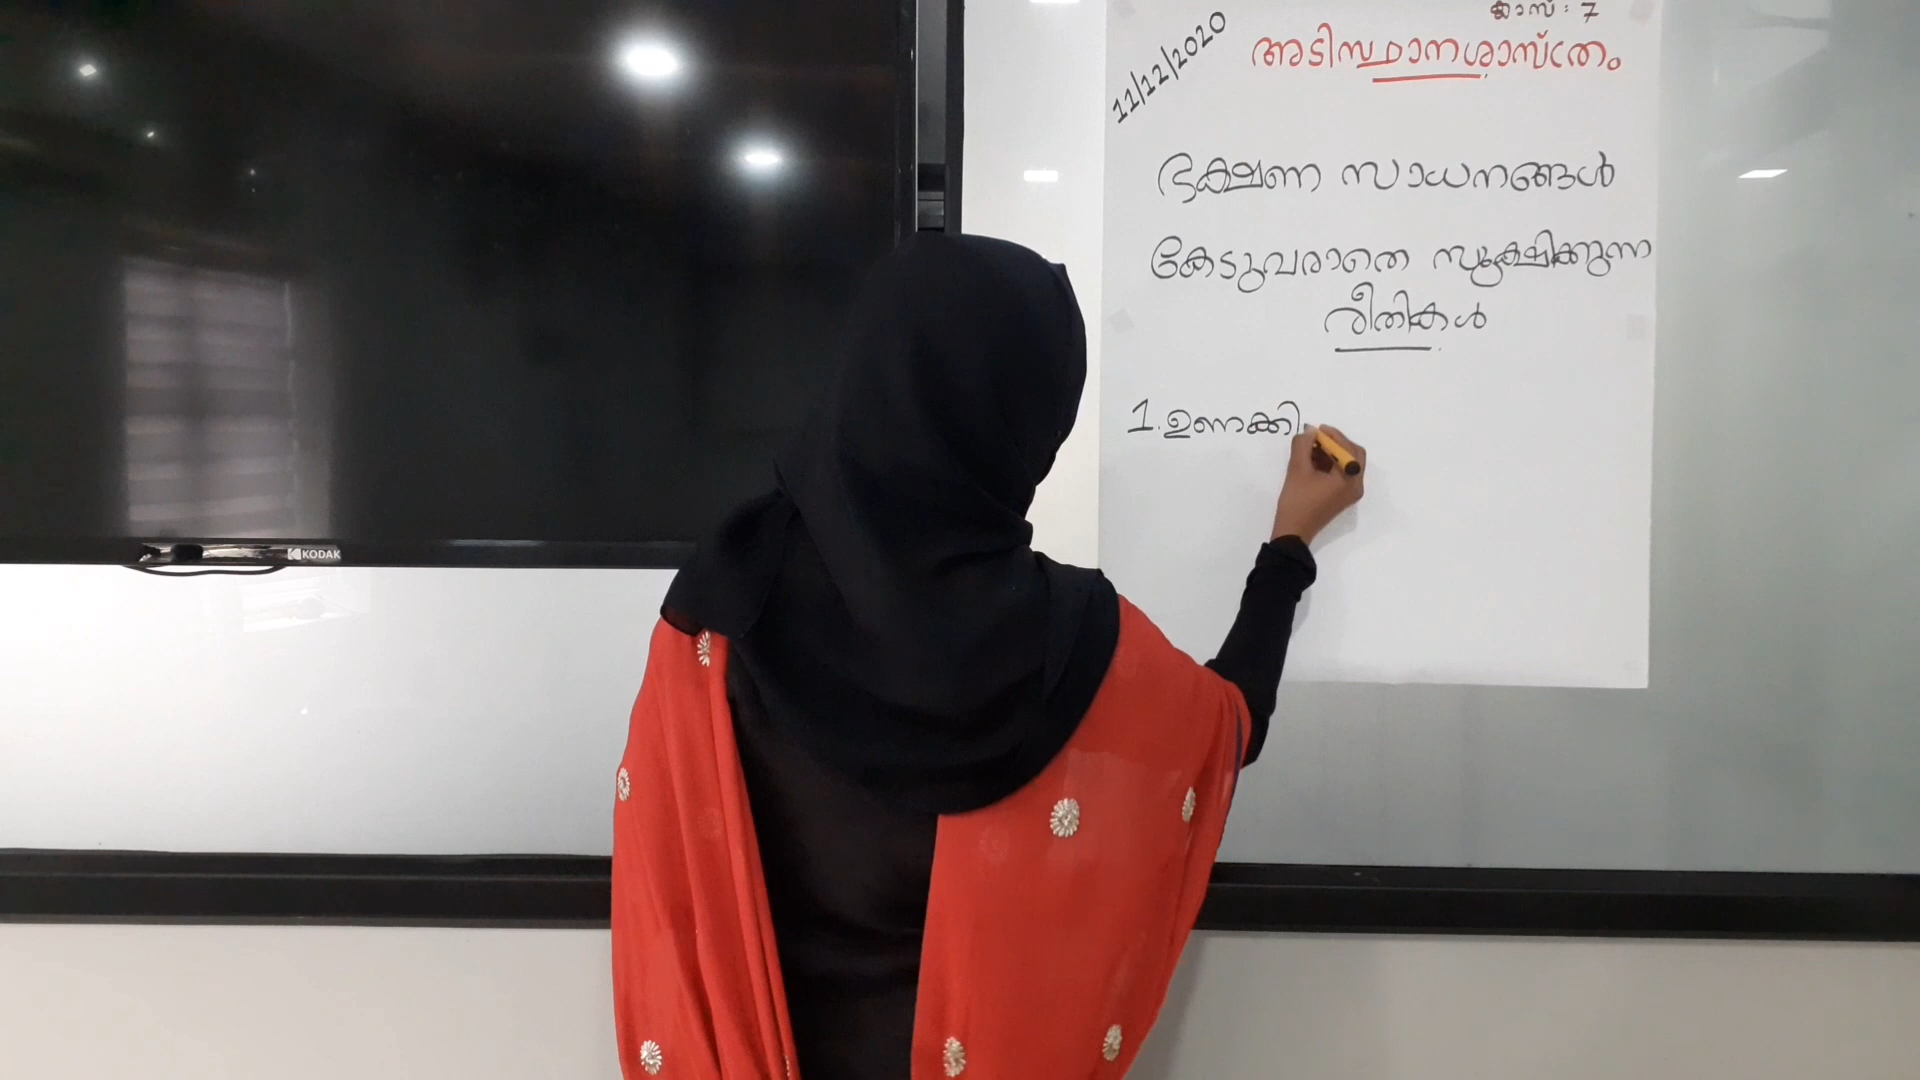 ക്ലാസ് : 7
11/12/2020
അടിസ്ഥാനശാസ്ത്രം
ഭക്ഷണ സാധനങ്ങൾ
കേടുവരാതെ സൂക്ഷിക്കുന്ന
രീതികൾ
1. ഉണക്കി
KODAK